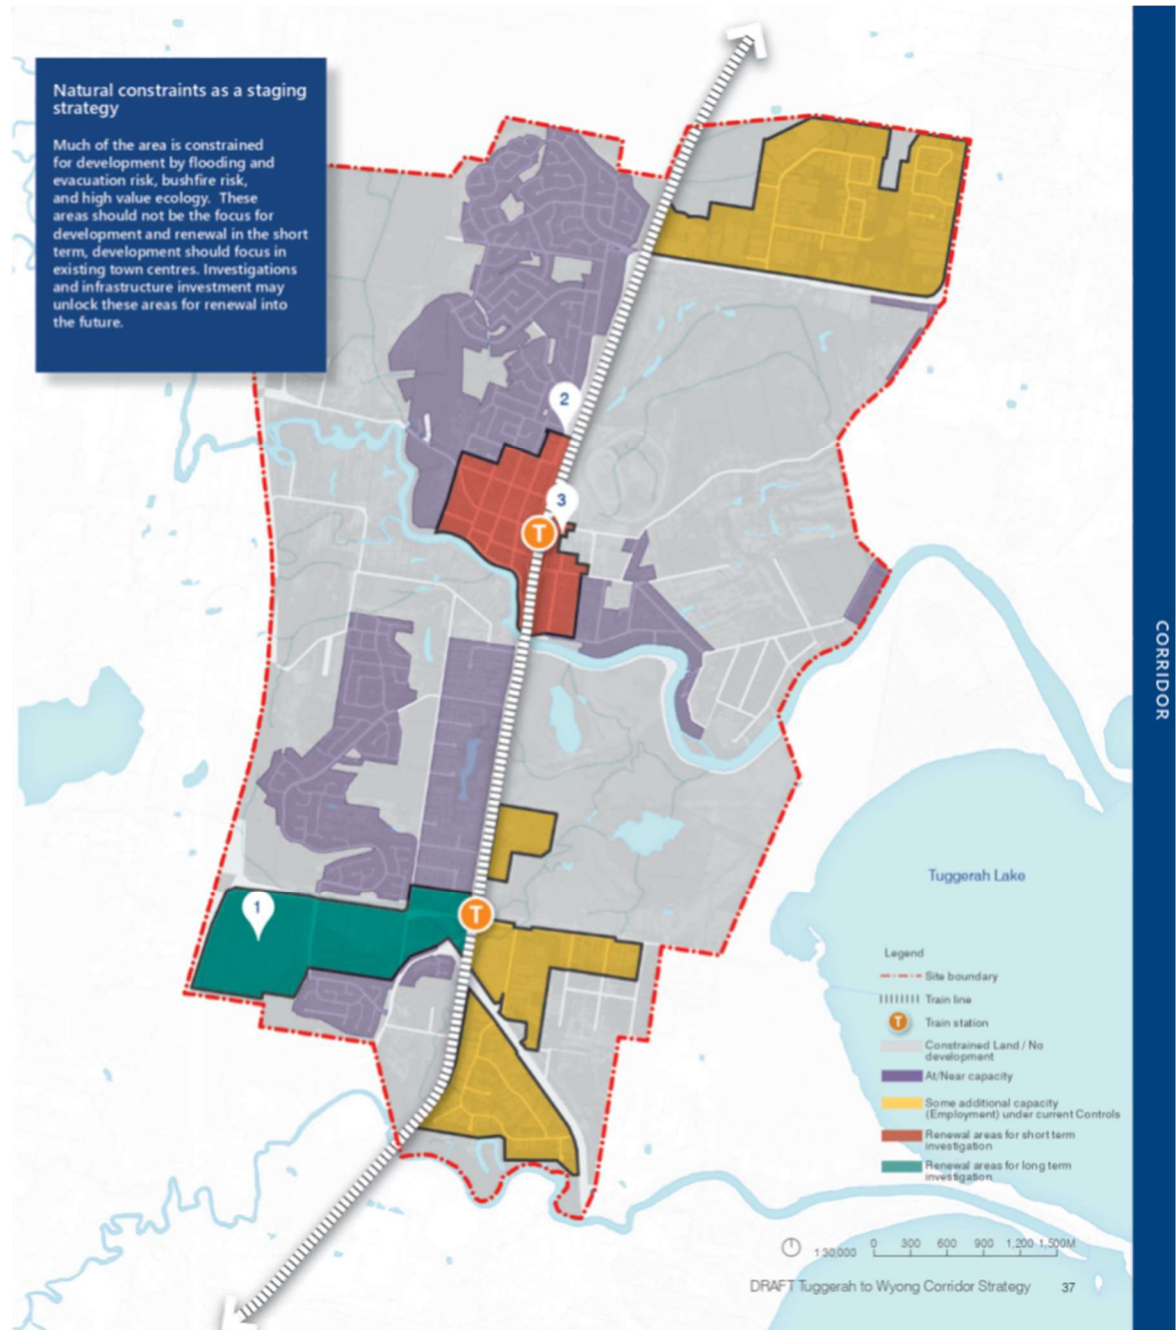 Natural constraints as a staging
strategy
Much of the area is constrained
for development by flooding and
evacuation risk, bushfire risk,
and high value ecology. These
areas should not be the focus for
development and renewal in the short
term, development should focus in
existing town centres. Investigations
and infrastructure investment may
unlock these areas for renewal into
the future.
2
3
T
CORRIDOR
1
T
Tuggerah Lake
Legend
Site boundary
Train line
T
Train station
Constrained Land / No
development
At/Near capacity
Some additional capacity
(Employment) under current Controls
Renewal areas for short term
investigation
Renewal areas for long term
investigation
1:30,000
0 300 600 900 1,200 1,500M
DRAFT Tuggerah to Wyong Corridor Strategy 37